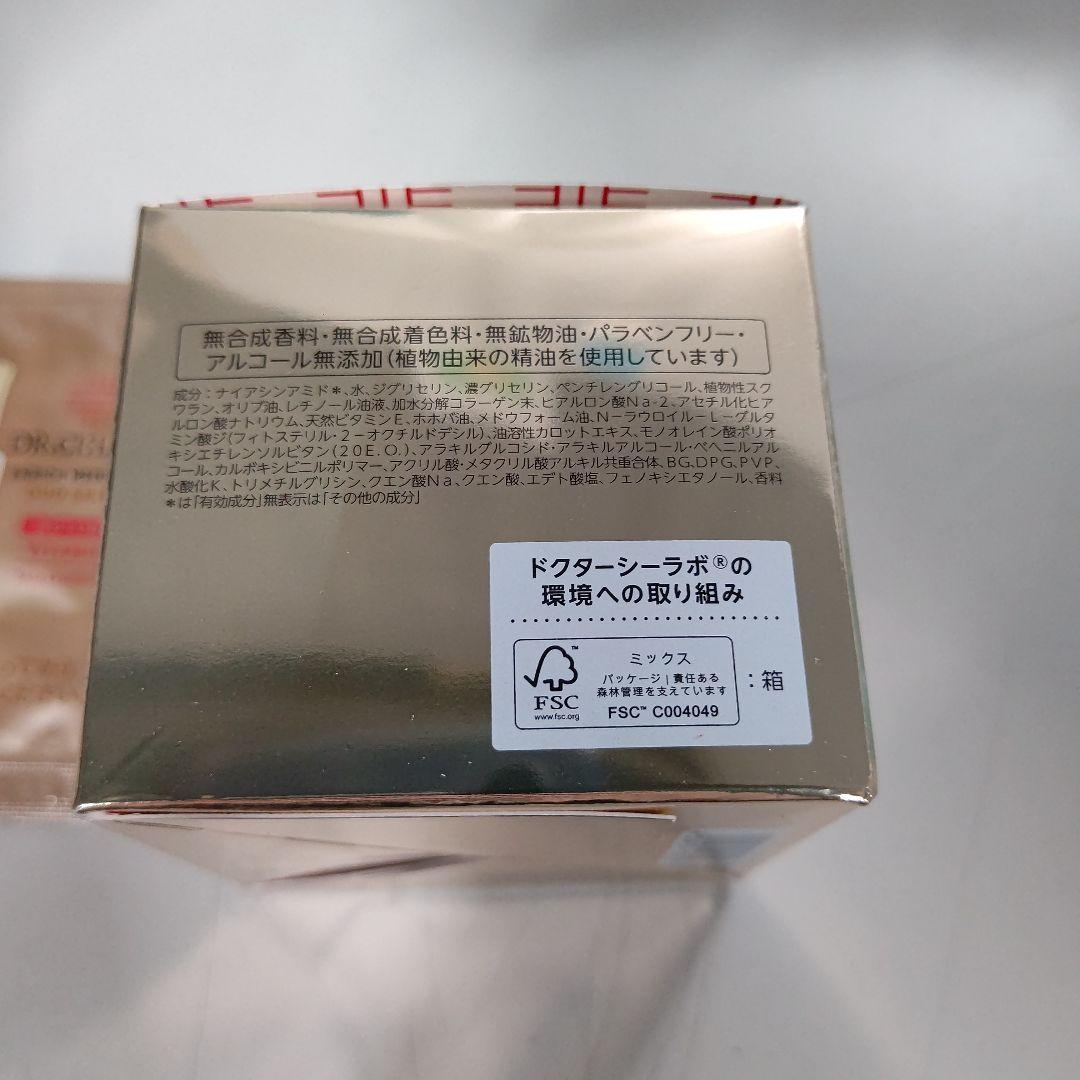 無合成香料・無合成着色料・無鉱物油・パラベンフリー・
アルコール無添加(植物由来の精油を使用しています)
成分：ナイアシンアミド＊、水、ジグリセリン、濃グリセリン、ペンチレングリコール、植物性スク
ワラン、オリブ油、レチノール油液、加水分解コラーゲン末、ヒアルロン酸Na-2、アセチル化ヒア
ルロン酸ナトリウム、天然ビタミンE、ホホバ油、メドウフォーム油、N-ラウロイル-L-グルタ
ミン酸ジ(フィトステリル・2-オクチルドデシル)、油溶性カロットエキス、モノオレイン酸ポリオ
キシエチレンソルビタン(20E.O.)、アラキルグルコシド・アラキルアルコール・ベヘニルアル
コール、カルボキシビニルポリマー、アクリル酸・メタクリル酸アルキル共重合体、BG、DPG、PVP、
水酸化K、トリメチルグリシン、クエン酸Na、クエン酸、エデト酸塩、フェノキシエタノール、香料
＊は「有効成分」無表示は「その他の成分」
ドクターシーラボ®の
環境への取り組み
ミックス
パッケージ|責任ある
森林管理を支えています
FSC™ C004049
FSC
www.fsc.org
：箱